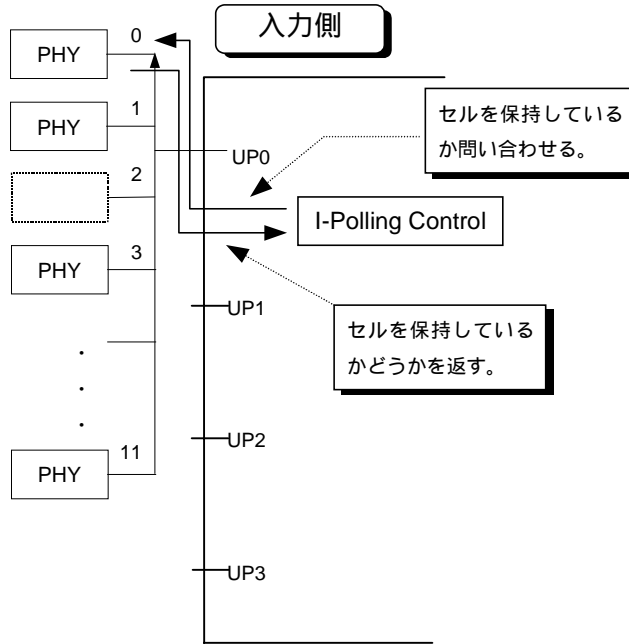 入力側
0
PHY
1
PHY
2
3
PHY
・
・
・
11
PHY
UP0
セルを保持している
か問い合わせる。
I-Polling Control
UP1
セルを保持している
かどうかを返す。
UP2
UP3